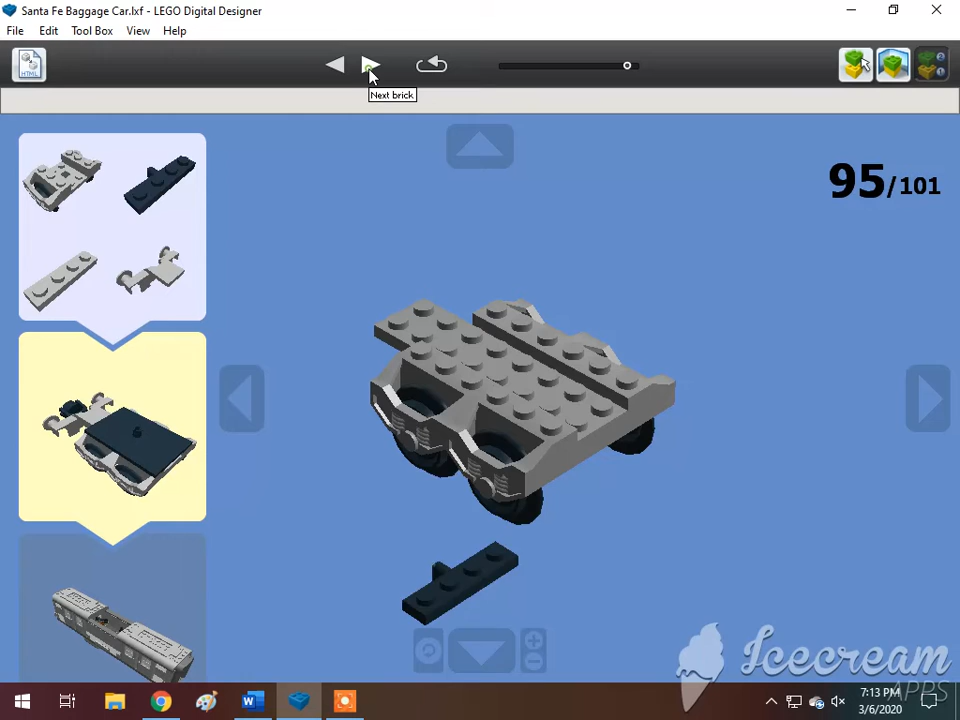 Santa Fe Baggage Car.lxf - LEGO Digital Designer
File Edit Tool Box View Help
HTML
Next brick.
95/101
Icecream
APPS
7:13 PM
3/6/2020